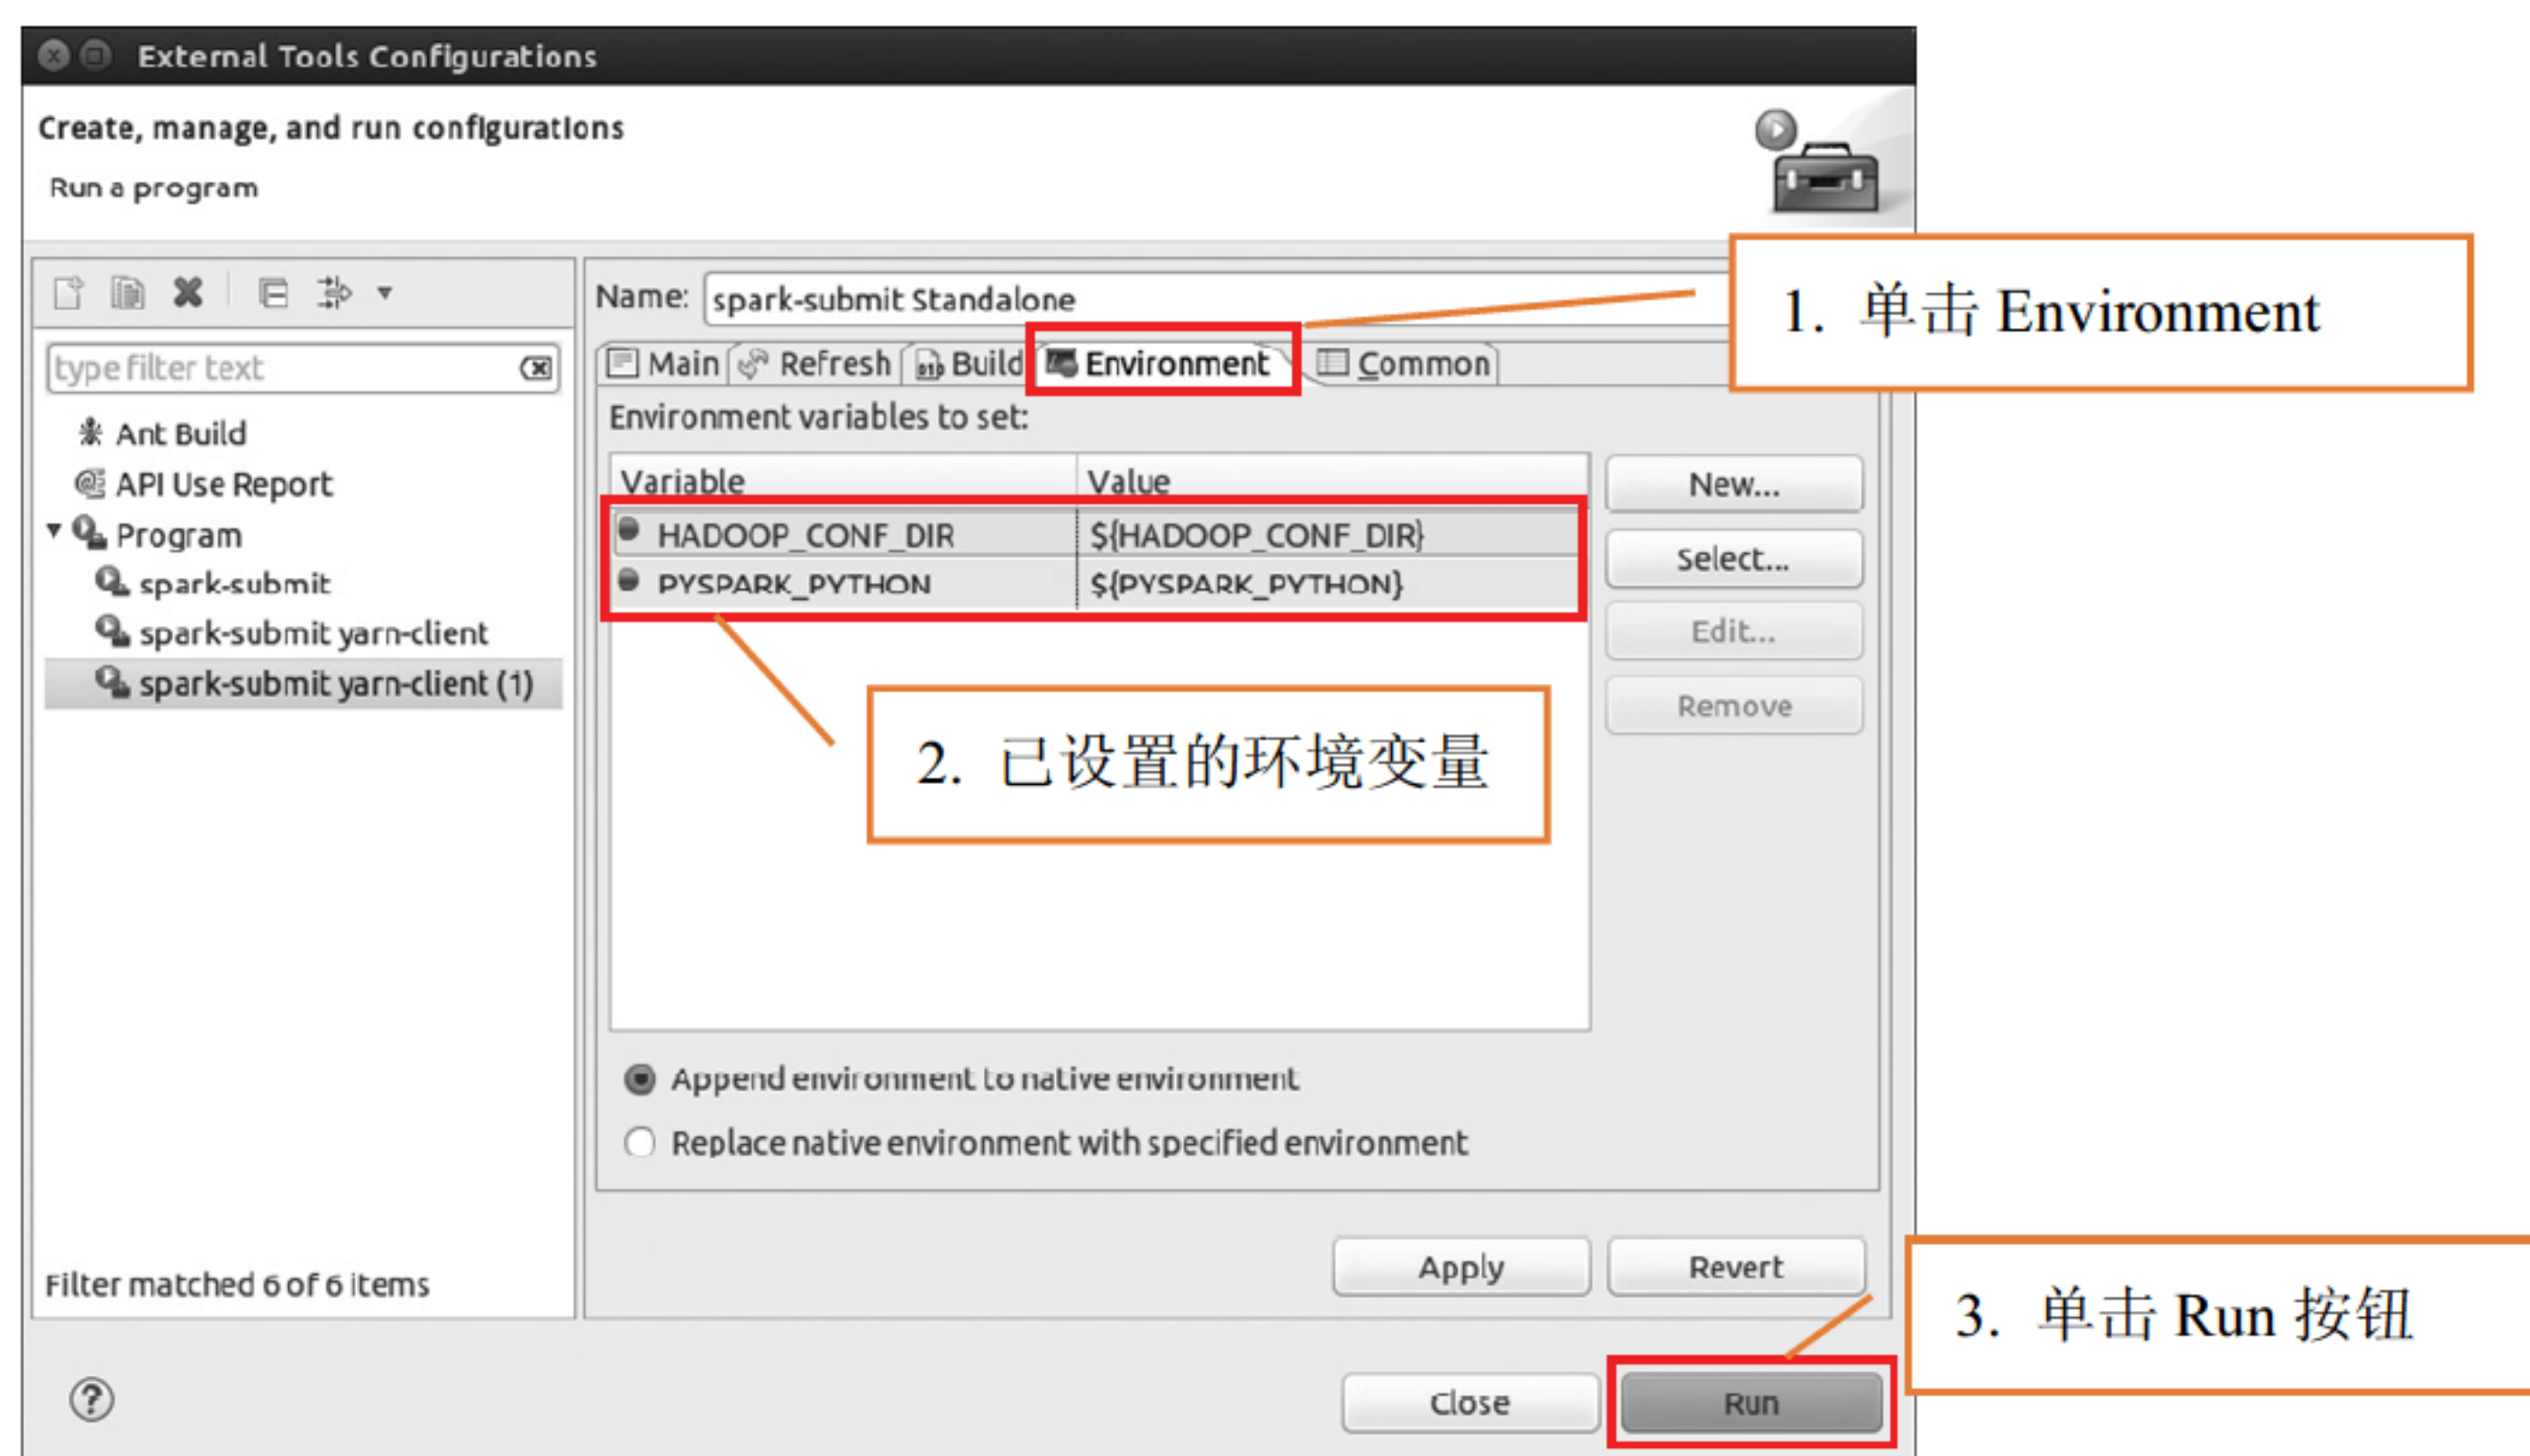 External Tools Configurations
Create, manage, and run configurations
Run a program
type filter text
Ant Build
API Use Report
Program
spark-submit
spark-submit yarn-client
spark-submit yarn-client (1)
Filter matched 6 of 6 items
Name: spark-submit Standalone
Main Refresh Build Environment Common
Environment variables to set:
Variable Value
HADOOP_CONF_DIR ${HADOOP_CONF_DIR}
PYSPARK_PYTHON ${PYSPARK_PYTHON}
New...
Select...
Edit...
Remove
Append environment to native environment
Replace native environment with specified environment
Apply Revert
Close Run
1. 单击 Environment
2. 已设置的环境变量
3. 单击 Run 按钮